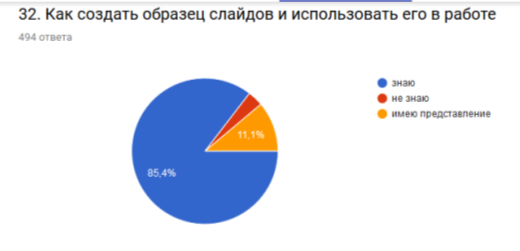 32. Как создать образец слайдов и использовать его в работе
494 ответа
знаю
не знаю
имею представление
11,1%
85,4%